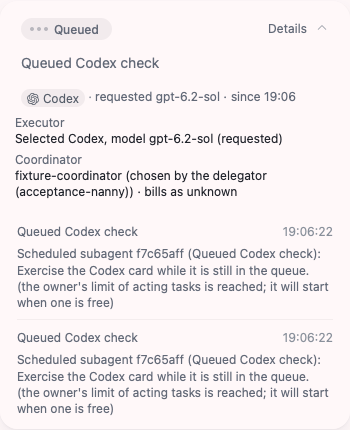 Queued
Details
Queued Codex check
Codex · requested gpt-6.2-sol · since 19:06
Executor
Selected Codex, model gpt-6.2-sol (requested)
Coordinator
fixture-coordinator (chosen by the delegator
(acceptance-nanny)) · bills as unknown
Queued Codex check 19:06:22
Scheduled subagent f7c65aff (Queued Codex check):
Exercise the Codex card while it is still in the queue.
(the owner's limit of acting tasks is reached; it will start
when one is free)
Queued Codex check 19:06:22
Scheduled subagent f7c65aff (Queued Codex check):
Exercise the Codex card while it is still in the queue.
(the owner's limit of acting tasks is reached; it will start
when one is free)